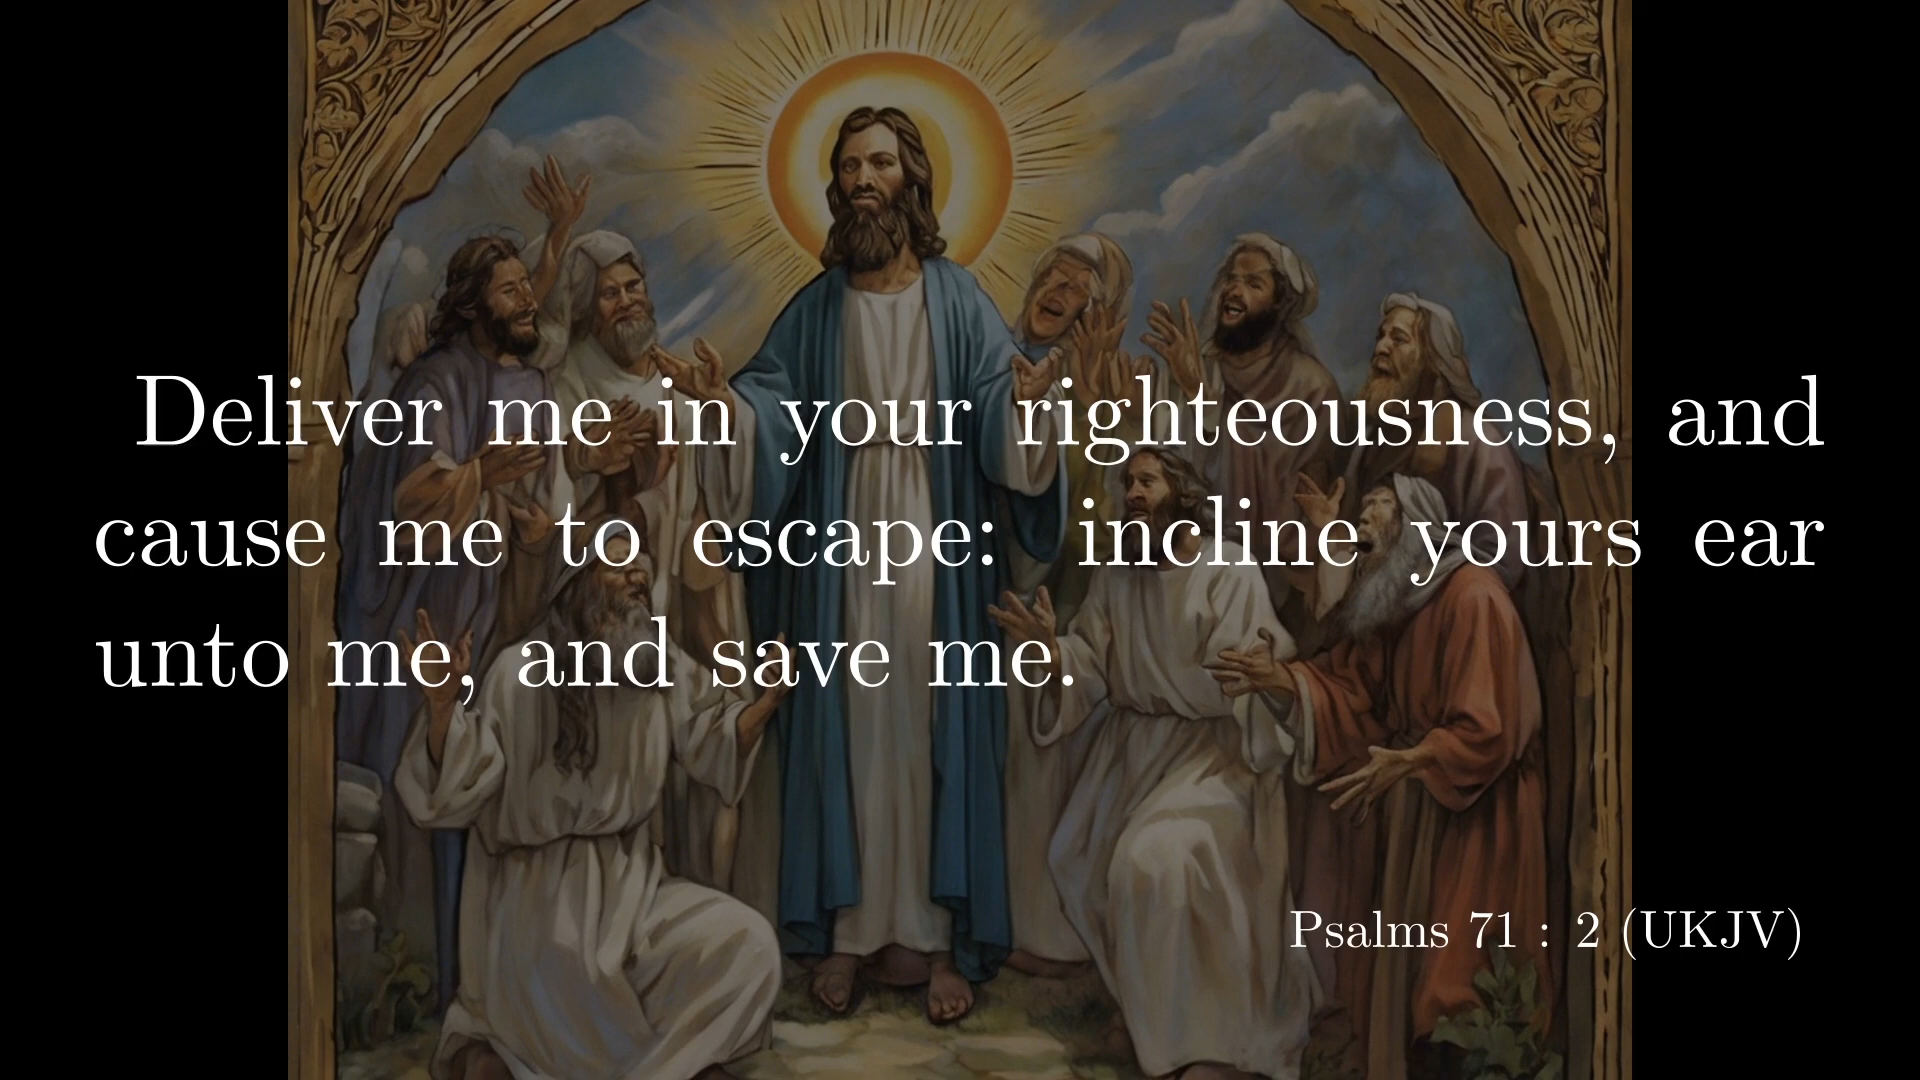 Deliver me in your righteousness, and
cause me to escape: incline yours ear
unto me, and save me.
Psalms 71 : 2 (UKJV)